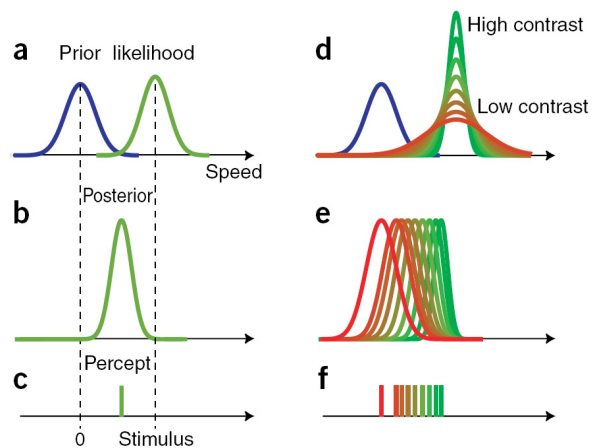 a
Prior
likelihood
Speed
b
Posterior
c
Percept
0
Stimulus
d
High contrast
Low contrast
e
f